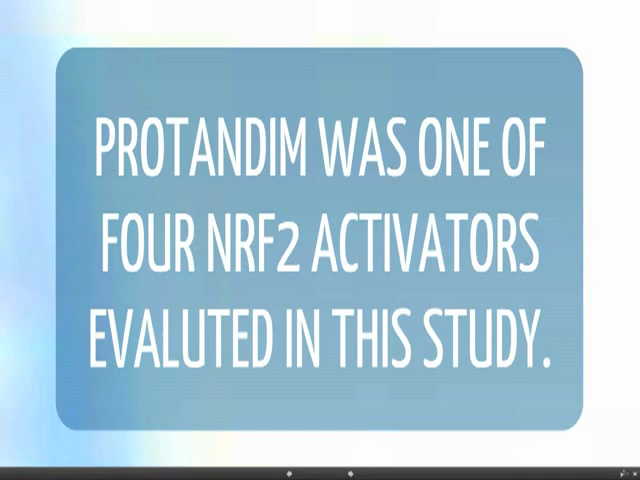 PROTANDIM WAS ONE OF
FOUR NRF2 ACTIVATORS
EVALUTED IN THIS STUDY.